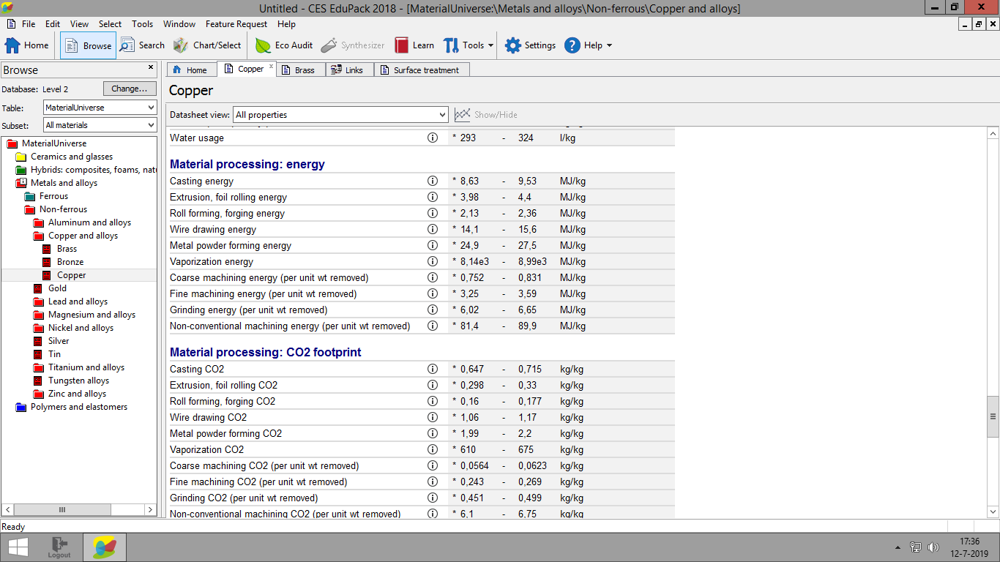 Untitled - CES EduPack 2018 - [MaterialUniverse:\Metals and alloys\Non-ferrous\Copper and alloys]
File Edit View Select Tools Window Feature Request Help
Home Browse Search Chart/Select Eco Audit Synthesizer Learn Tools Settings Help
Browse
Database: Level 2 Change...
Table: MaterialUniverse
Subset: All materials
MaterialUniverse
Ceramics and glasses
Hybrids: composites, foams, natu
Metals and alloys
Ferrous
Non-ferrous
Aluminum and alloys
Copper and alloys
Brass
Bronze
Copper
Gold
Lead and alloys
Magnesium and alloys
Nickel and alloys
Silver
Tin
Titanium and alloys
Tungsten alloys
Zinc and alloys
Polymers and elastomers
Home Copper x Brass Links Surface treatment
Copper
Datasheet view: All properties Show/Hide
Water usage * 293 - 324 l/kg
Material processing: energy
Casting energy * 8,63 - 9,53 MJ/kg
Extrusion, foil rolling energy * 3,98 - 4,4 MJ/kg
Roll forming, forging energy * 2,13 - 2,36 MJ/kg
Wire drawing energy * 14,1 - 15,6 MJ/kg
Metal powder forming energy * 24,9 - 27,5 MJ/kg
Vaporization energy * 8,14e3 - 8,99e3 MJ/kg
Coarse machining energy (per unit wt removed) * 0,752 - 0,831 MJ/kg
Fine machining energy (per unit wt removed) * 3,25 - 3,59 MJ/kg
Grinding energy (per unit wt removed) * 6,02 - 6,65 MJ/kg
Non-conventional machining energy (per unit wt removed) * 81,4 - 89,9 MJ/kg
Material processing: CO2 footprint
Casting CO2 * 0,647 - 0,715 kg/kg
Extrusion, foil rolling CO2 * 0,298 - 0,33 kg/kg
Roll forming, forging CO2 * 0,16 - 0,177 kg/kg
Wire drawing CO2 * 1,06 - 1,17 kg/kg
Metal powder forming CO2 * 1,99 - 2,2 kg/kg
Vaporization CO2 * 610 - 675 kg/kg
Coarse machining CO2 (per unit wt removed) * 0,0564 - 0,0623 kg/kg
Fine machining CO2 (per unit wt removed) * 0,243 - 0,269 kg/kg
Grinding CO2 (per unit wt removed) * 0,451 - 0,499 kg/kg
Non-conventional machining CO2 (per unit wt removed) * 6,1 - 6,75 kg/kg
Ready
Logout
17:36
12-7-2019